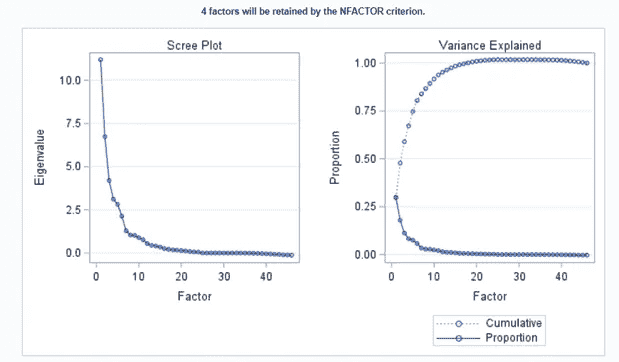 4 factors will be retained by the NFACTOR criterion.
Scree Plot
Eigenvalue
10.0
7.5
5.0
2.5
0.0
0 10 20 30 40
Factor
Variance Explained
Proportion
1.00
0.75
0.50
0.25
0.00
0 10 20 30 40
Factor
Cumulative
Proportion